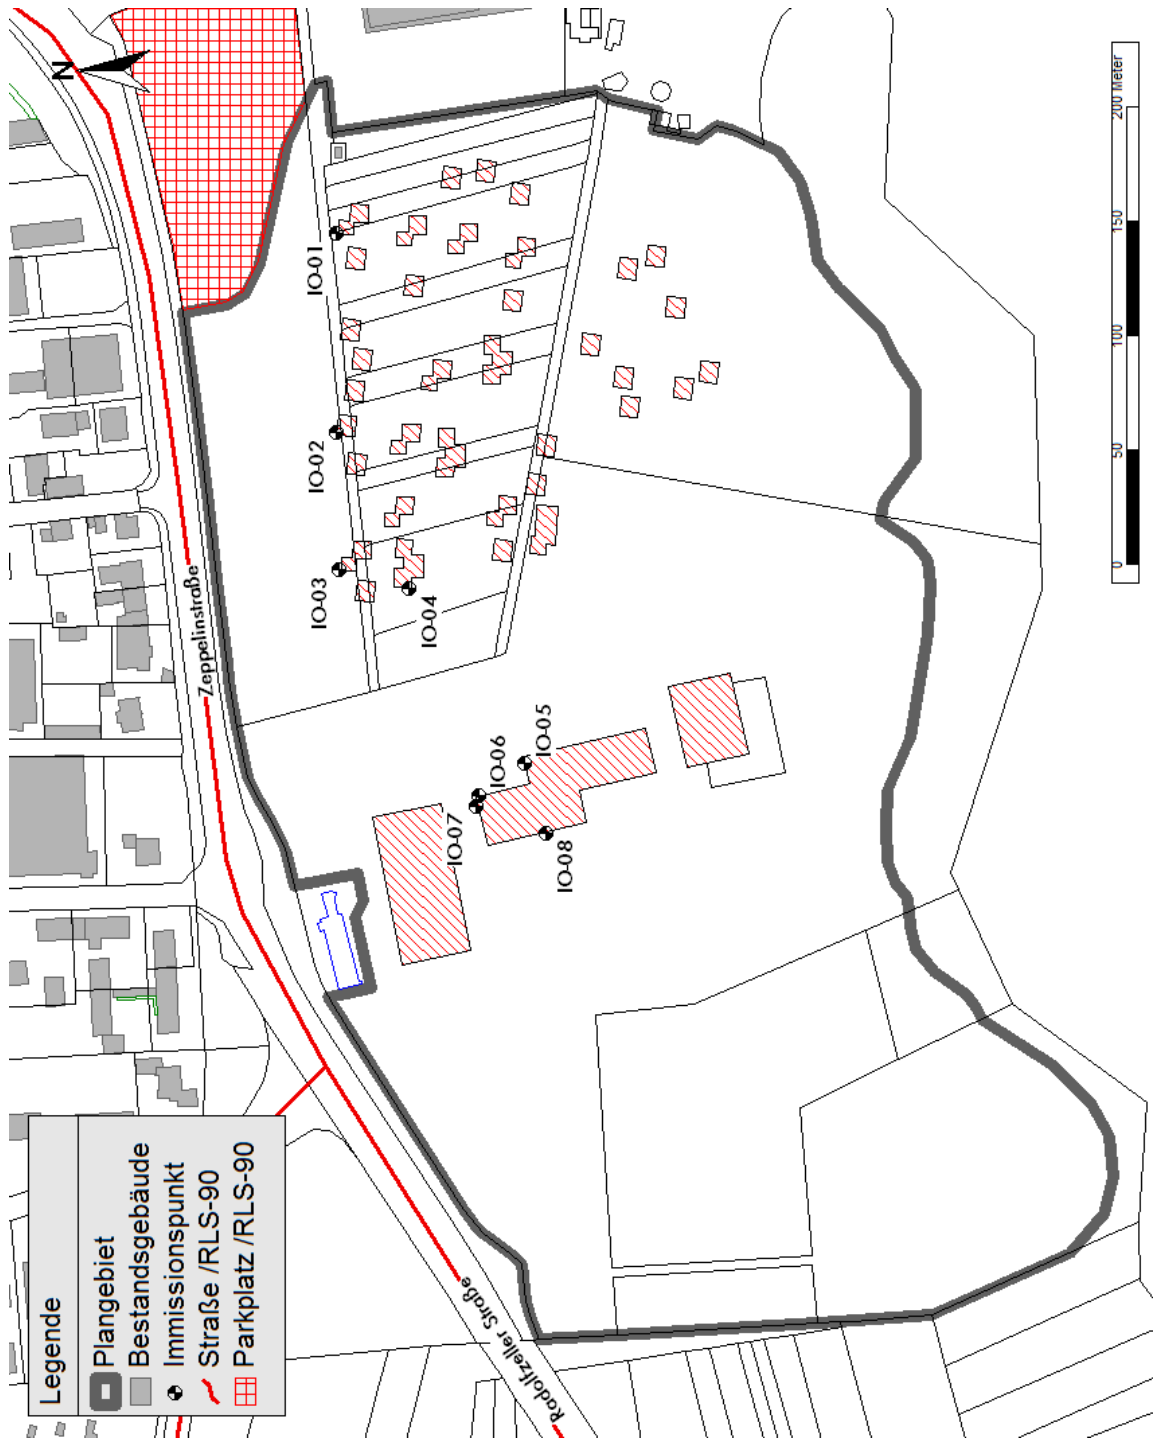 Legende
Plangebiet
Bestandsgebäude
Immissionspunkt
Straße /RLS-90
Parkplatz /RLS-90
N
Zeppelinstraße
Radolfzeller Straße
IO-01
IO-02
IO-03
IO-04
IO-05
IO-06
IO-07
IO-08
0 50 100 150 200 Meter